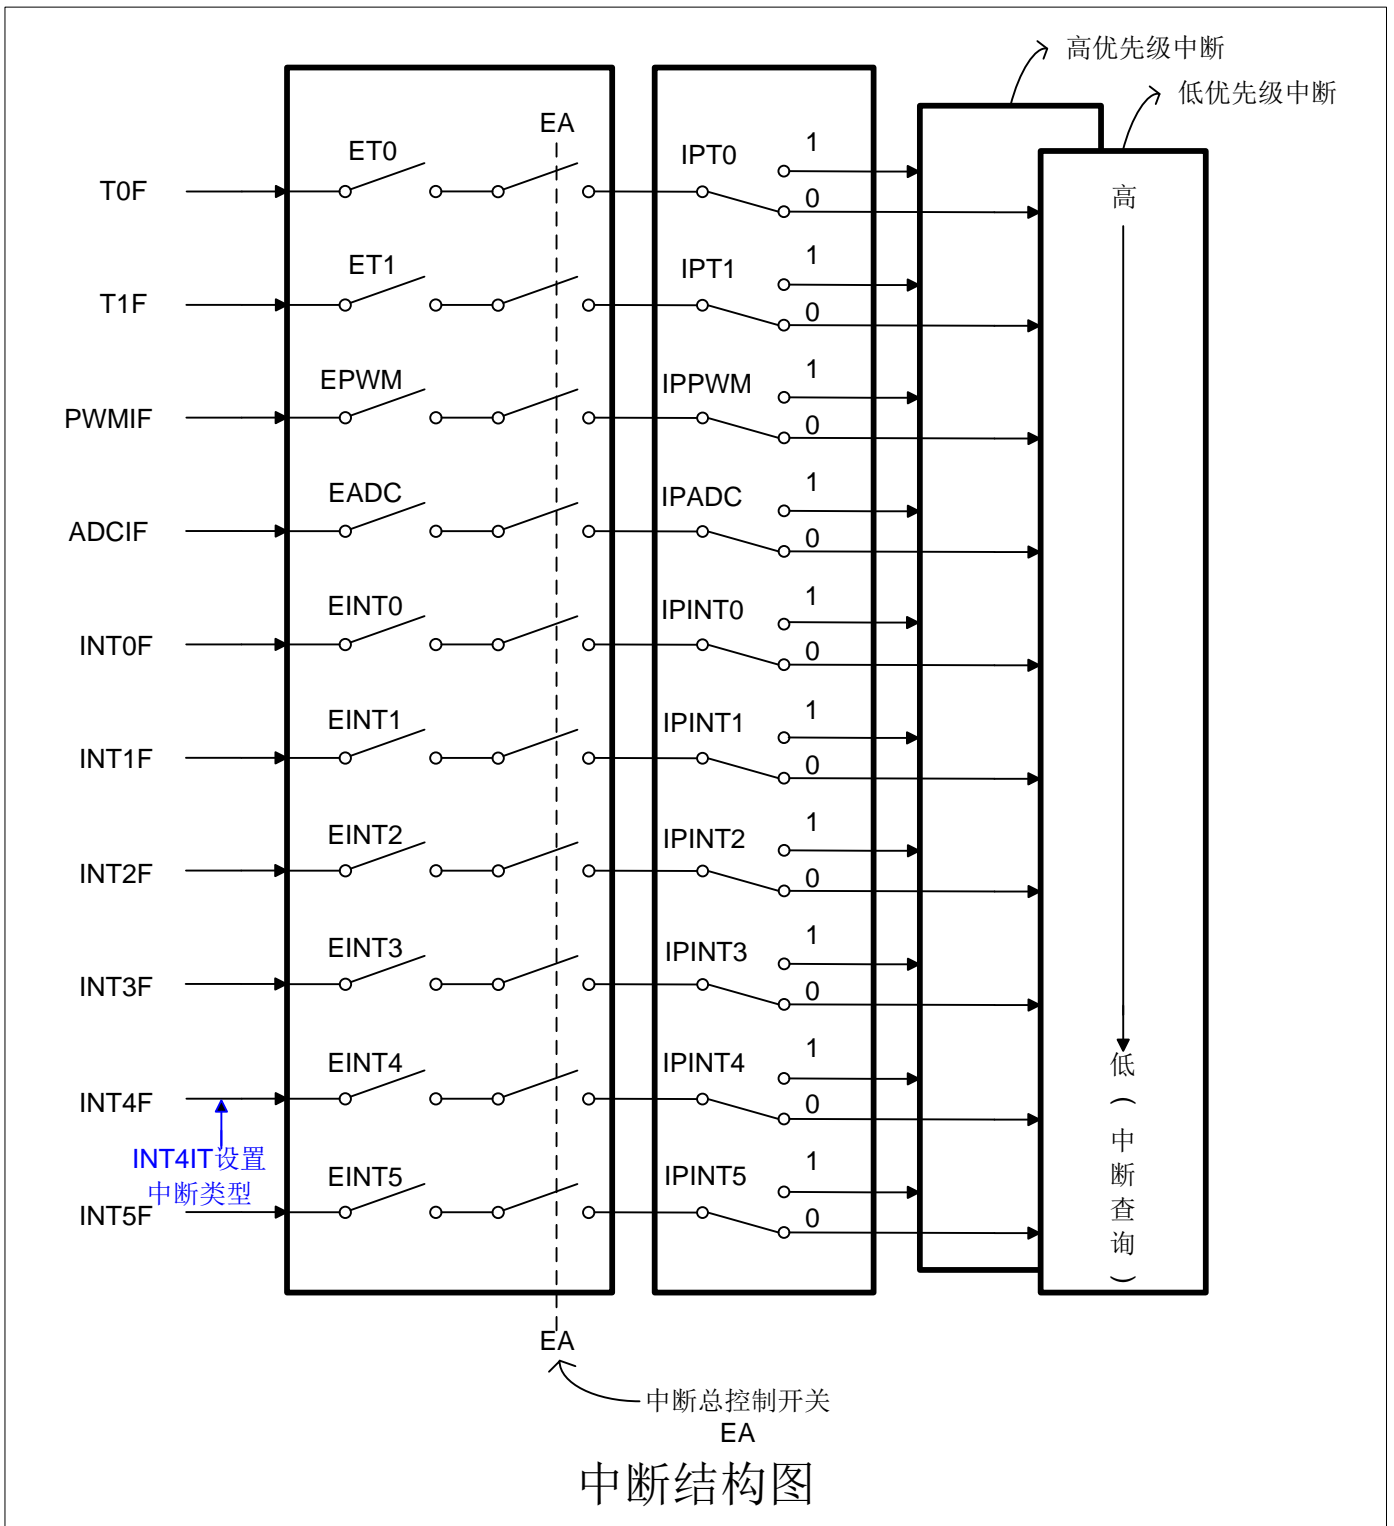 高优先级中断
低优先级中断
EA
T0F
ET0
IPT0
1
0
高
T1F
ET1
IPT1
1
0
PWMIF
EPWM
IPPWM
1
0
ADCIF
EADC
IPADC
1
0
INT0F
EINT0
IPINT0
1
0
INT1F
EINT1
IPINT1
1
0
INT2F
EINT2
IPINT2
1
0
INT3F
EINT3
IPINT3
1
0
INT4F
EINT4
IPINT4
1
0
低(中断查询)
INT4IT设置
中断类型
INT5F
EINT5
IPINT5
1
0
EA
中断总控制开关
EA
中断结构图